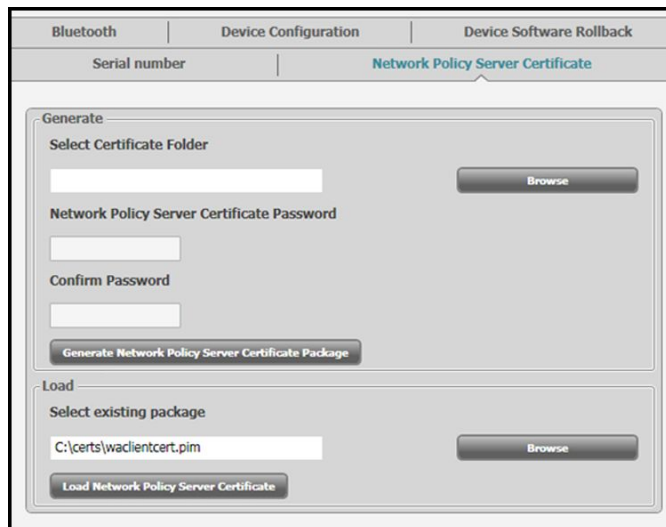 Bluetooth Device Configuration Device Software Rollback
Serial number Network Policy Server Certificate
Generate
Select Certificate Folder
Browse
Network Policy Server Certificate Password
Confirm Password
Generate Network Policy Server Certificate Package
Load
Select existing package
C:\certs\waclientcert.pim Browse
Load Network Policy Server Certificate